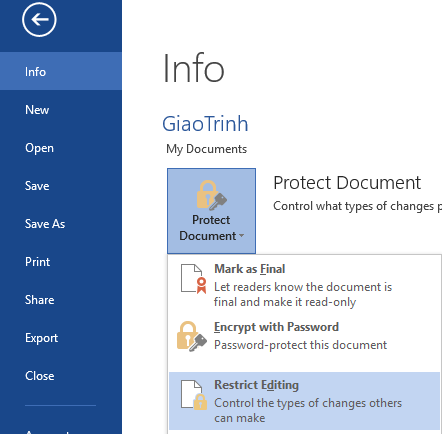 Info
New
Open
Save
Save As
Print
Share
Export
Close
Info
GiaoTrinh
My Documents
Protect
Document
Protect Document
Control what types of changes p
Mark as Final
Let readers know the document is
final and make it read-only
Encrypt with Password
Password-protect this document
Restrict Editing
Control the types of changes others
can make